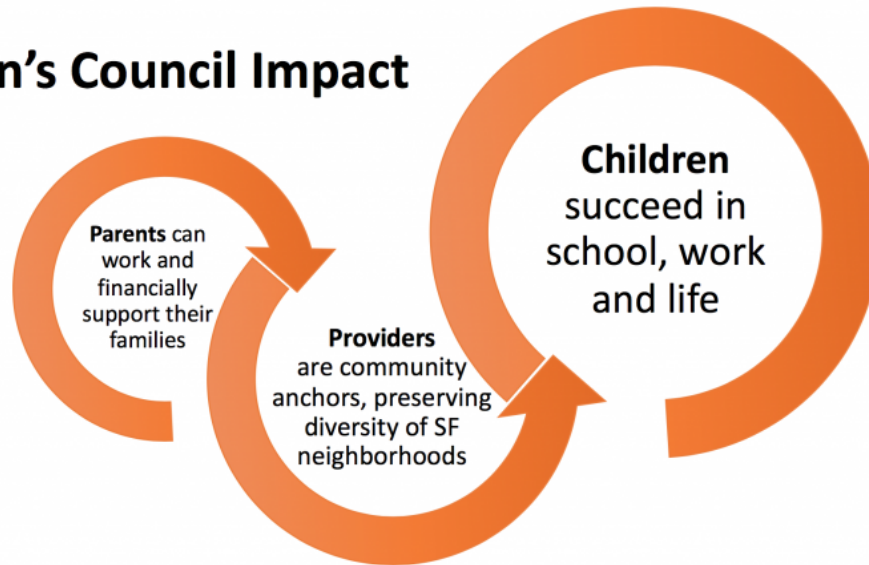 n's Council Impact
Parents can
work and
financially
support their
families
Providers
are community
anchors, preserving
diversity of SF
neighborhoods
Children
succeed in
school, work
and life